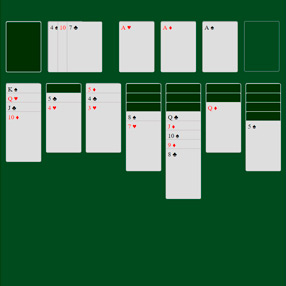 4♠ 10♦ 7♣ A♥ A♦ A♠
K♠ 5♣ 5♦ 8♠ Q♣ Q♦ 5♠
Q♥ 4♥ 4♣ 7♥ J♦
J♣ 3♥ 10♠
10♦ 9♦
8♣